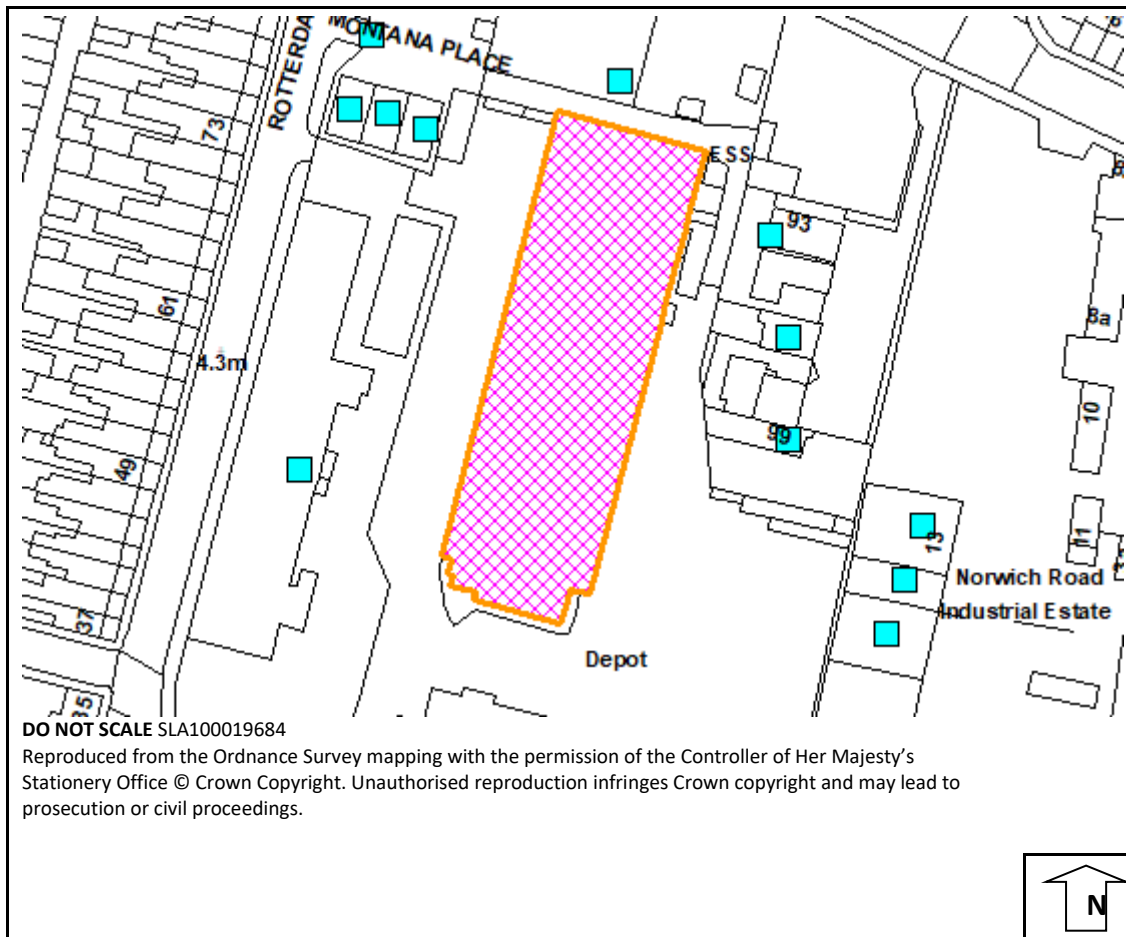 MONTANA PLACE
ROTTERDA
73
ESS
93
61
8a
4.3m
10
99
49
11
13
Norwich Road
Industrial Estate
37
Depot
35
DO NOT SCALE SLA100019684
Reproduced from the Ordnance Survey mapping with the permission of the Controller of Her Majesty's
Stationery Office © Crown Copyright. Unauthorised reproduction infringes Crown copyright and may lead to
prosecution or civil proceedings.
N